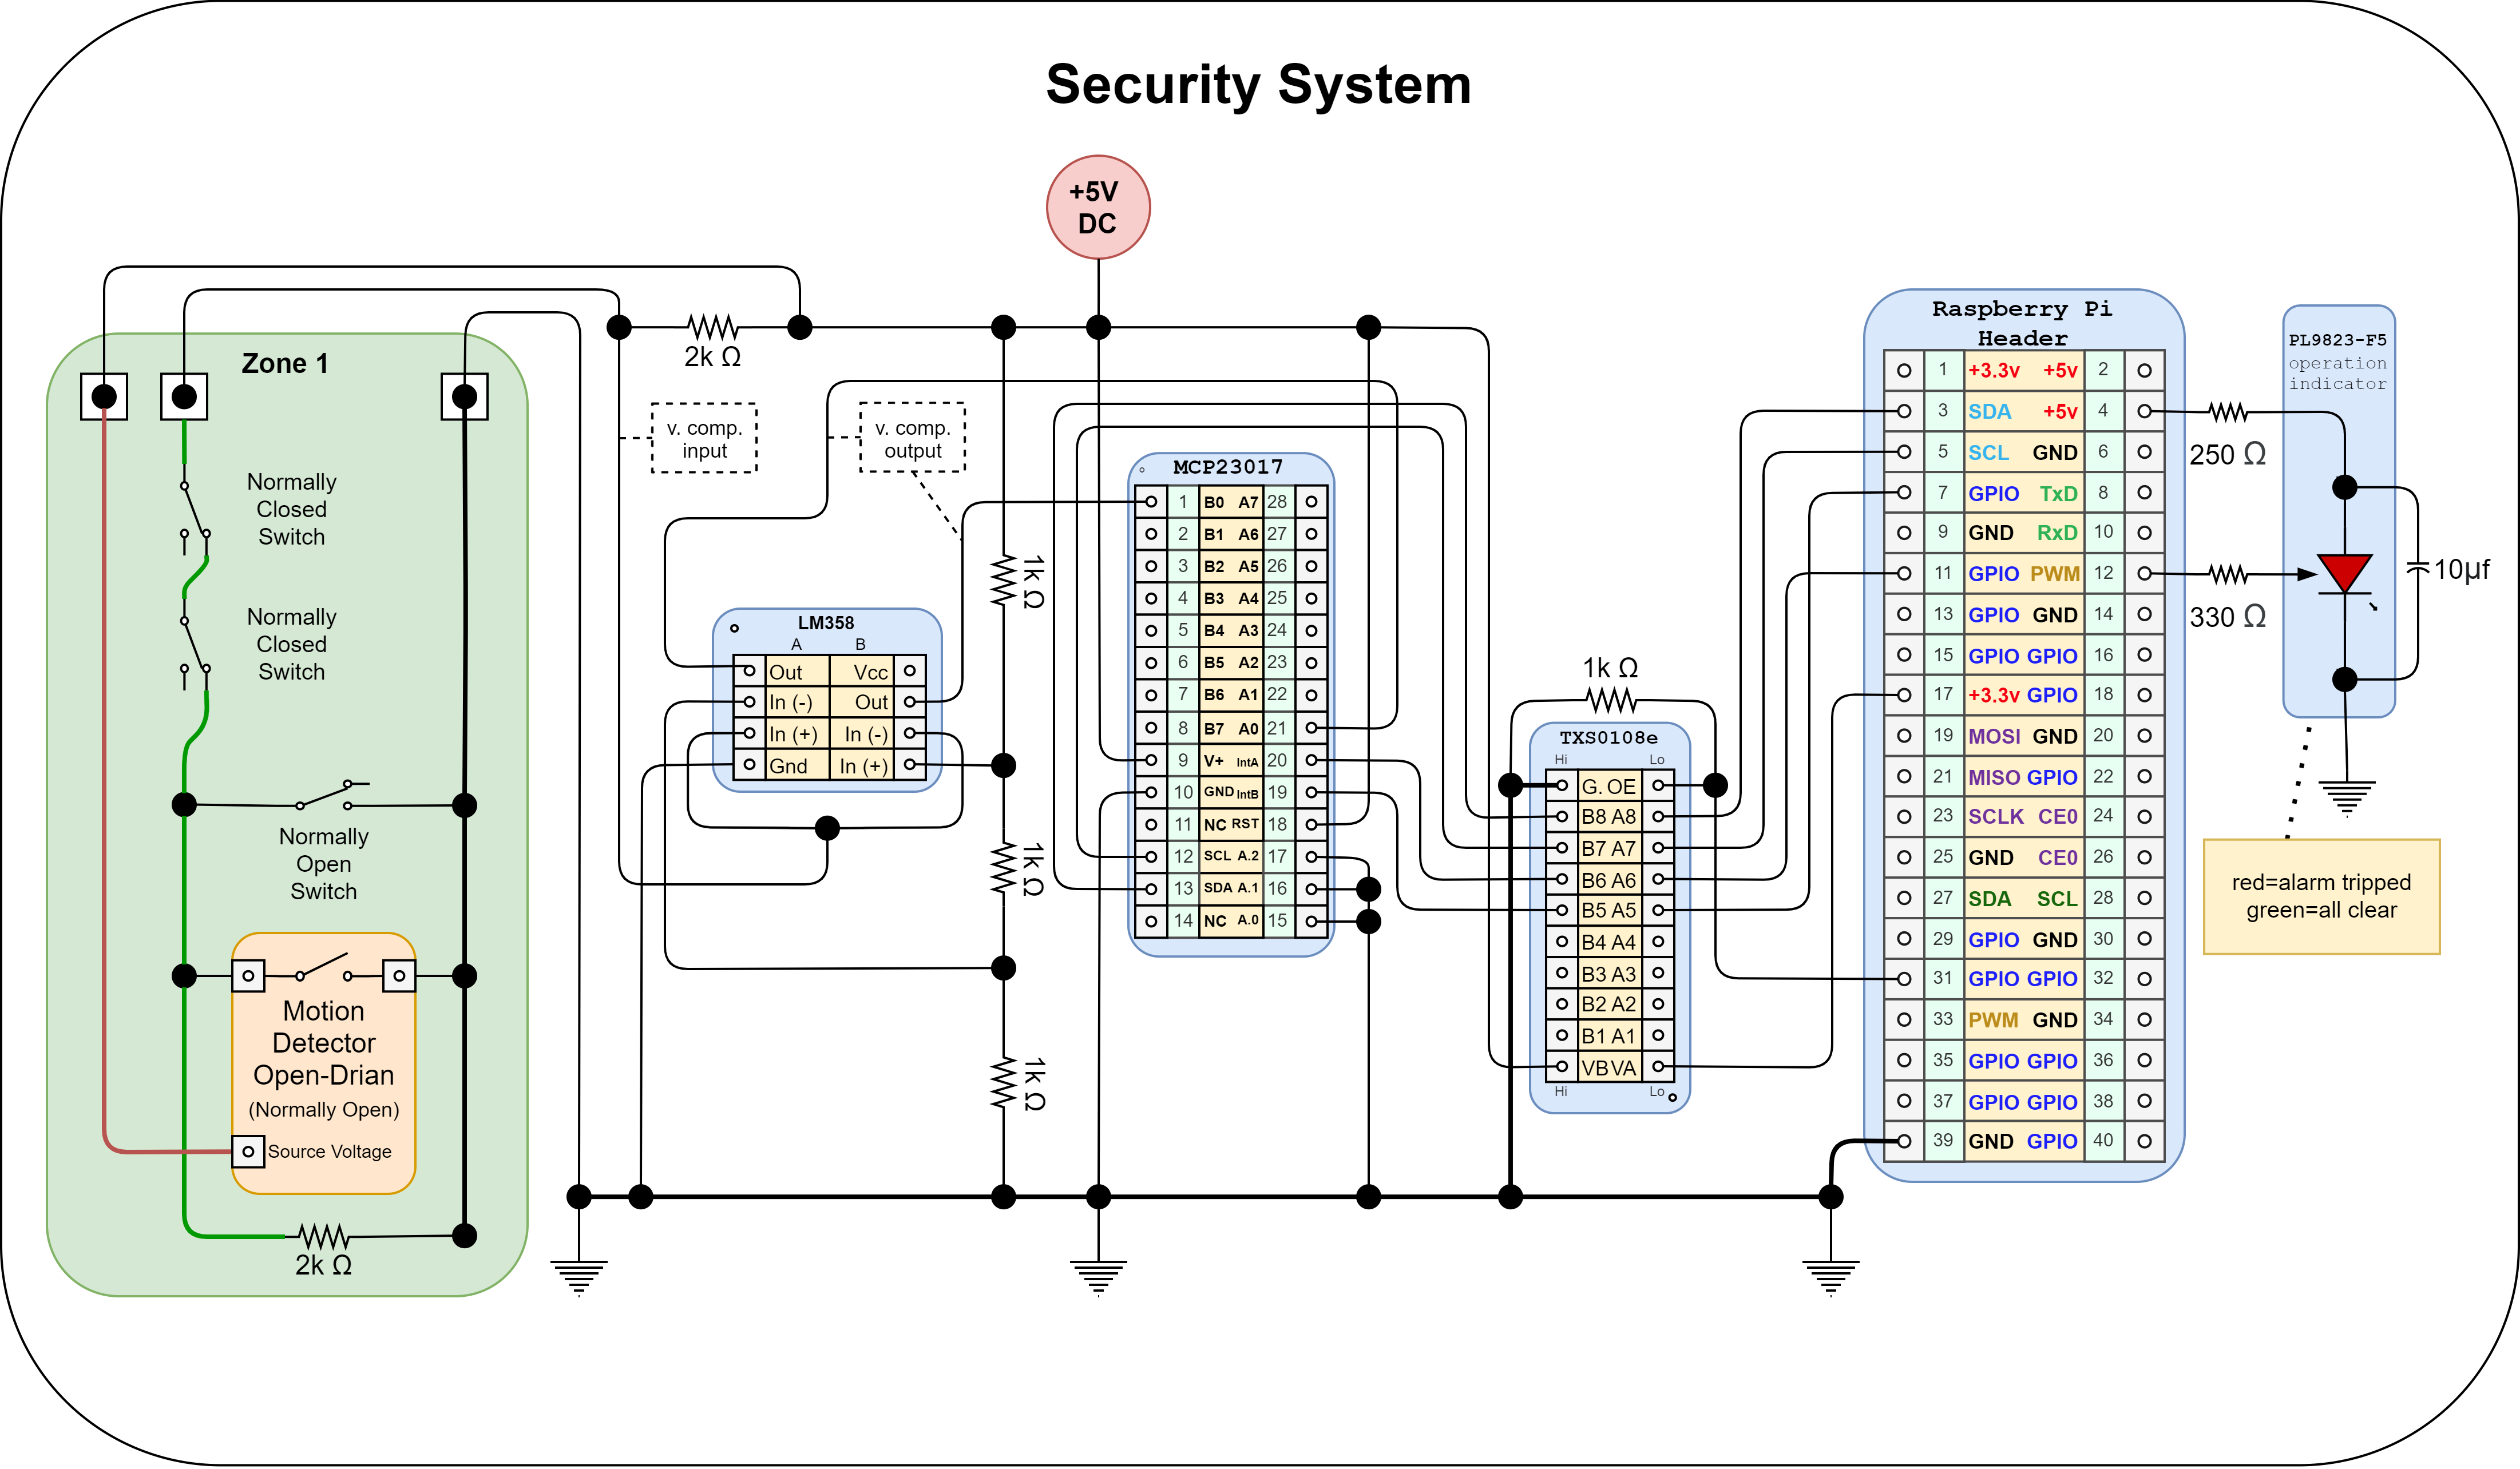 Security System
+5V
DC
Zone 1
Normally
Closed
Switch
Normally
Closed
Switch
Normally
Open
Switch
Motion
Detector
Open-Drian
(Normally Open)
Source Voltage
2k Ω
2k Ω
v. comp.
input
v. comp.
output
LM358
A B
Out Vcc
In (-) Out
In (+) In (-)
Gnd In (+)
1k Ω
1k Ω
1k Ω
MCP23017
1 B0 A7 28
2 B1 A6 27
3 B2 A5 26
4 B3 A4 25
5 B4 A3 24
6 B5 A2 23
7 B6 A1 22
8 B7 A0 21
9 V+ IntA 20
10 GND IntB 19
11 NC RST 18
12 SCL A.2 17
13 SDA A.1 16
14 NC A.0 15
1k Ω
TXS0108e
Hi Lo
G. OE
B8 A8
B7 A7
B6 A6
B5 A5
B4 A4
B3 A3
B2 A2
B1 A1
VB VA
Hi Lo
Raspberry Pi
Header
1 +3.3v +5v 2
3 SDA +5v 4
5 SCL GND 6
7 GPIO TxD 8
9 GND RxD 10
11 GPIO PWM 12
13 GPIO GND 14
15 GPIO GPIO 16
17 +3.3v GPIO 18
19 MOSI GND 20
21 MISO GPIO 22
23 SCLK CE0 24
25 GND CE0 26
27 SDA SCL 28
29 GPIO GND 30
31 GPIO GPIO 32
33 PWM GND 34
35 GPIO GPIO 36
37 GPIO GPIO 38
39 GND GPIO 40
250 Ω
330 Ω
PL9823-F5
operation
indicator
10µf
red=alarm tripped
green=all clear